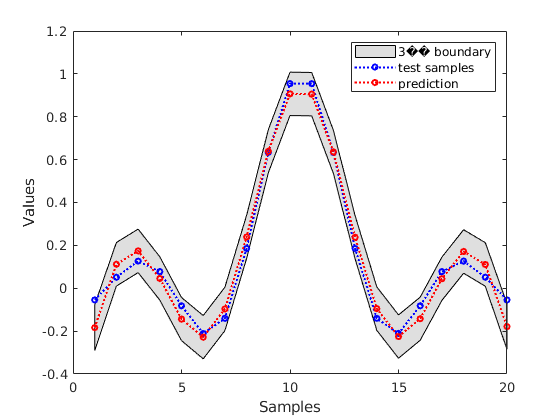 1.2
1
0.8
0.6
0.4
0.2
0
-0.2
-0.4
0
5
10
15
20
Samples
Values
3�� boundary
test samples
prediction